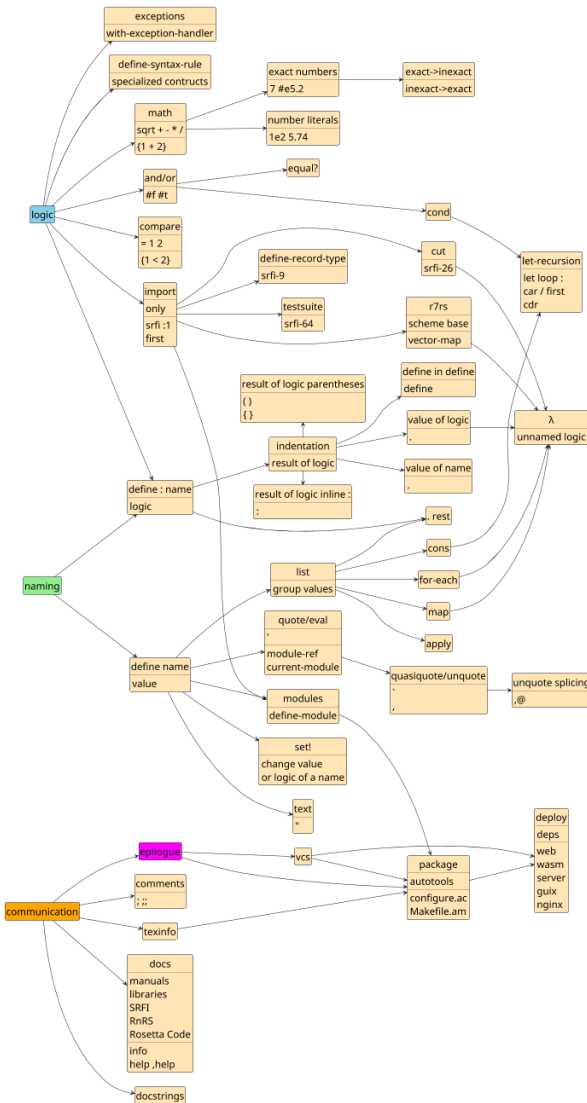 exceptions
with-exception-handler
define-syntax-rule
specialized contructs
exact numbers
7 #e5.2
exact->inexact
inexact->exact
math
sqrt + - * /
{1 + 2}
number literals
1e2 5.74
equal?
and/or
#f #t
logic
cond
compare
= 1 2
{1 < 2}
cut
srfi-26
define-record-type
srfi-9
let-recursion
let loop :
car / first
cdr
import
only
srfi :1
first
testsuite
srfi-64
r7rs
scheme base
vector-map
result of logic parentheses
( )
{ }
define in define
define
indentation
result of logic
value of logic
.
λ
unnamed logic
value of name
.
define : name
logic
result of logic inline :
:
. rest
cons
naming
list
group values
for-each
map
quote/eval
'
module-ref
current-module
apply
define name
value
quasiquote/unquote
`
,
unquote splicing
,@
modules
define-module
set!
change value
or logic of a name
text
"
deploy
deps
web
wasm
server
guix
nginx
epilogue
vcs
package
autotools
configure.ac
Makefile.am
comments
; ;;
communication
texinfo
docs
manuals
libraries
SRFI
RnRS
Rosetta Code
info
help ,help
docstrings